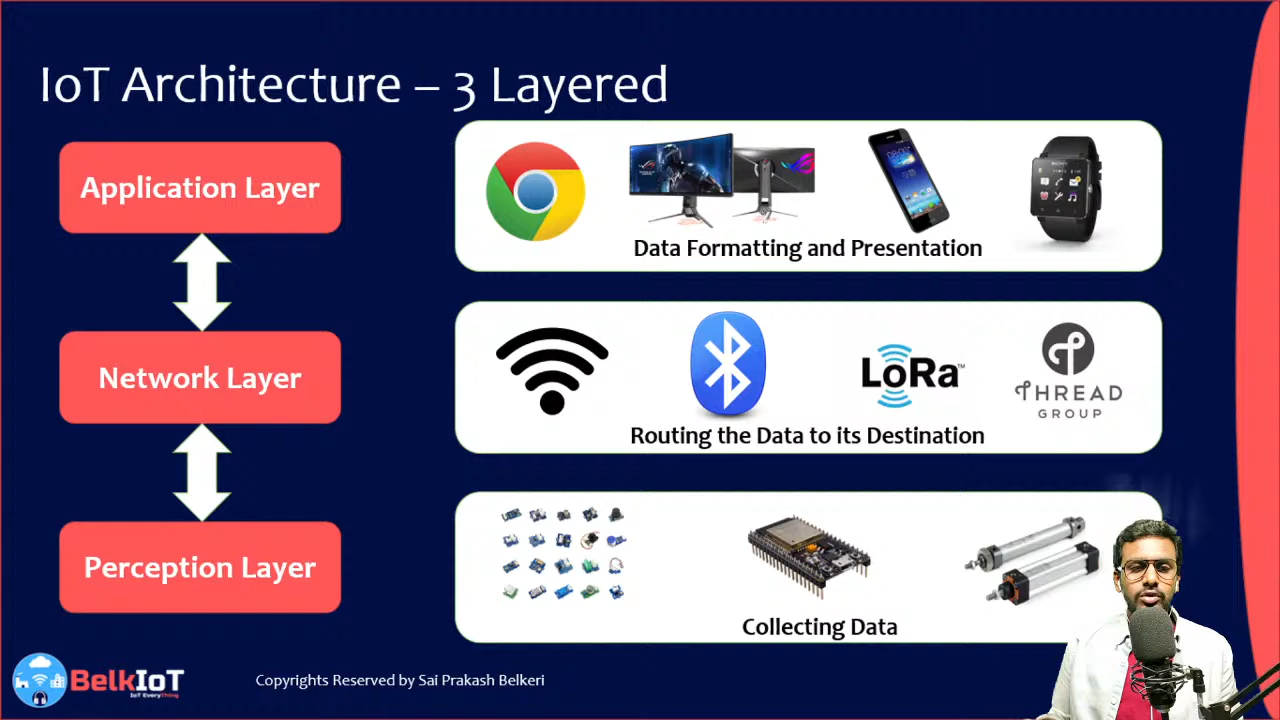 IoT Architecture – 3 Layered
Application Layer
Data Formatting and Presentation
Network Layer
LoRa™
THREAD
GROUP
Routing the Data to its Destination
Perception Layer
Collecting Data
BelkIoT
IoT EveryThing
Copyrights Reserved by Sai Prakash Belkeri